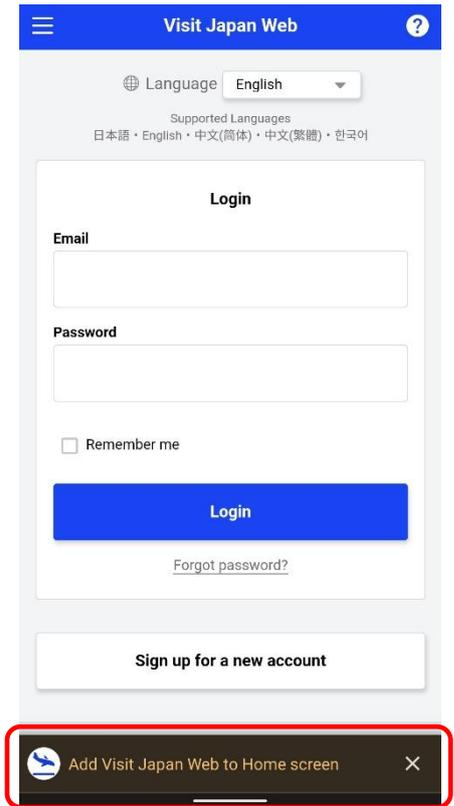 Visit Japan Web
?
Language English
Supported Languages
日本語・English・中文(简体)・中文(繁體)・한국어
Login
Email
Password
Remember me
Login
Forgot password?
Sign up for a new account
Add Visit Japan Web to Home screen